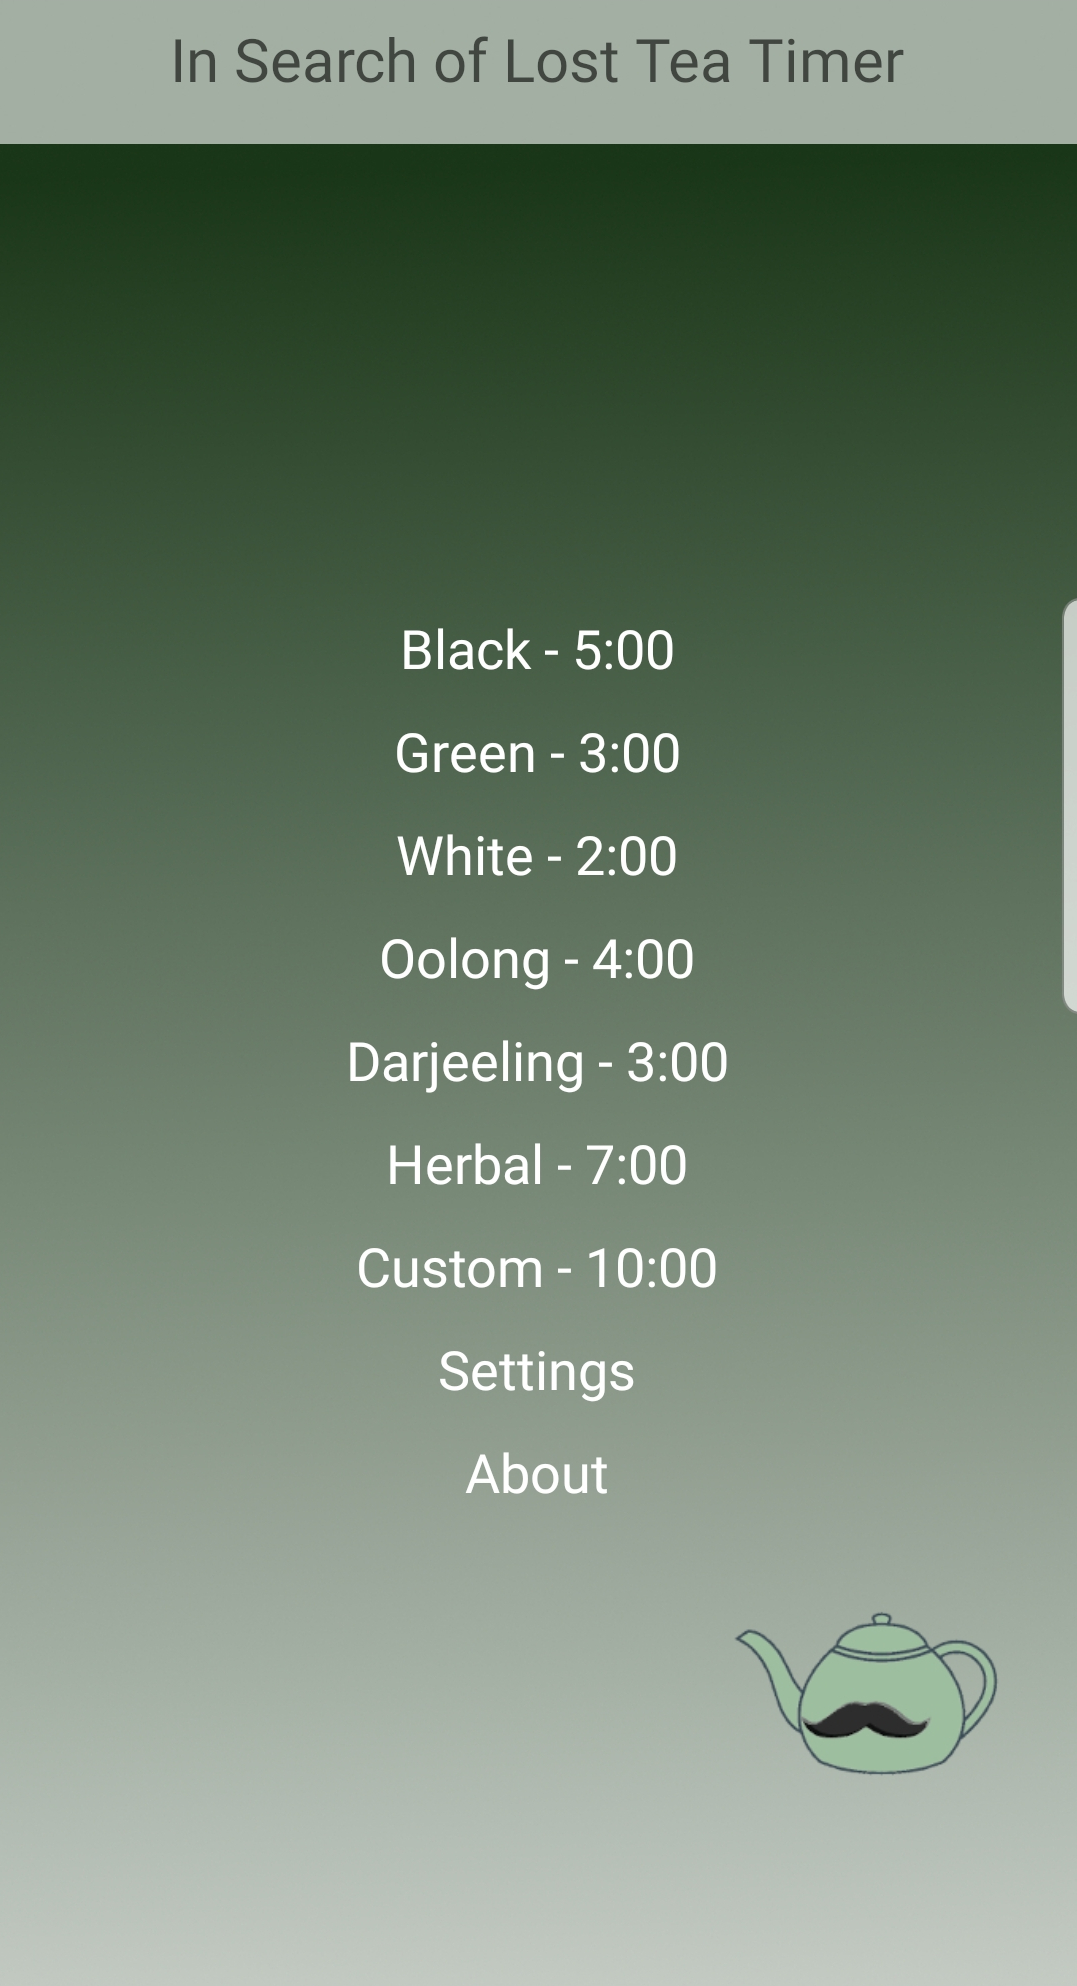 In Search of Lost Tea Timer
Black - 5:00
Green - 3:00
White - 2:00
Oolong - 4:00
Darjeeling - 3:00
Herbal - 7:00
Custom - 10:00
Settings
About